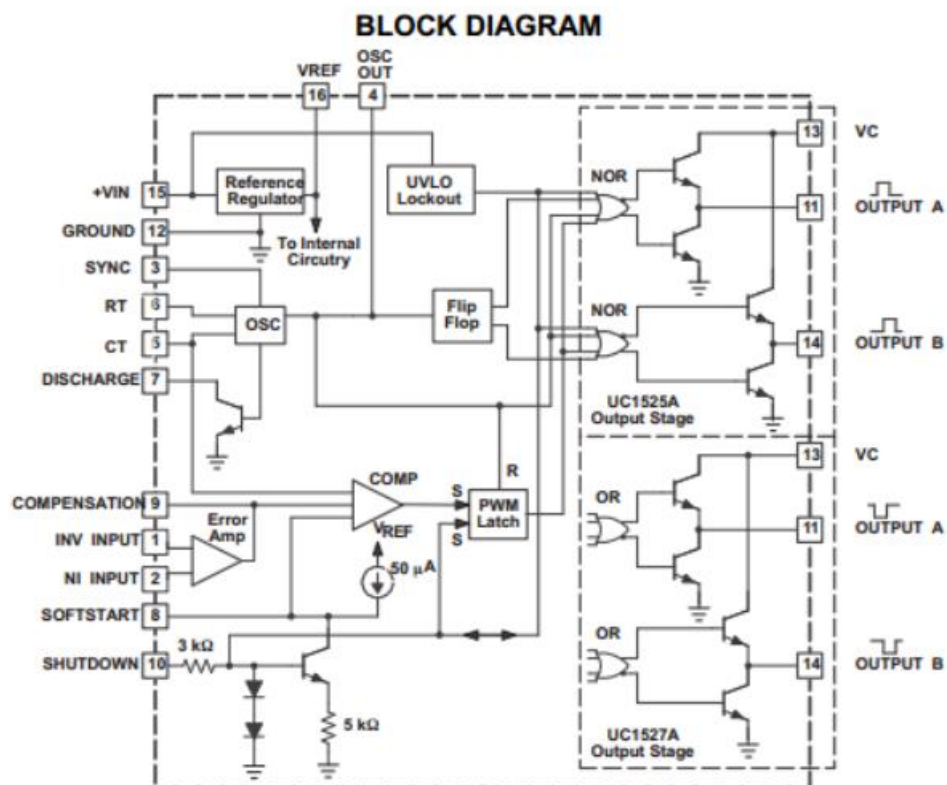 BLOCK DIAGRAM
VREF
OSC
OUT
16
4
13
VC
NOR
UVLO
Lockout
+VIN
15
Reference
Regulator
11
OUTPUT A
GROUND
12
To Internal
Circutry
SYNC
3
RT
6
OSC
Flip
Flop
NOR
CT
5
14
OUTPUT B
DISCHARGE
7
UC1525A
Output Stage
13
VC
COMP
R
COMPENSATION
9
S
PWM
Latch
S
OR
Error
Amp
VREF
11
OUTPUT A
INV INPUT
1
50 µA
NI INPUT
2
SOFTSTART
8
OR
3 kΩ
SHUTDOWN
10
14
OUTPUT B
5 kΩ
UC1527A
Output Stage